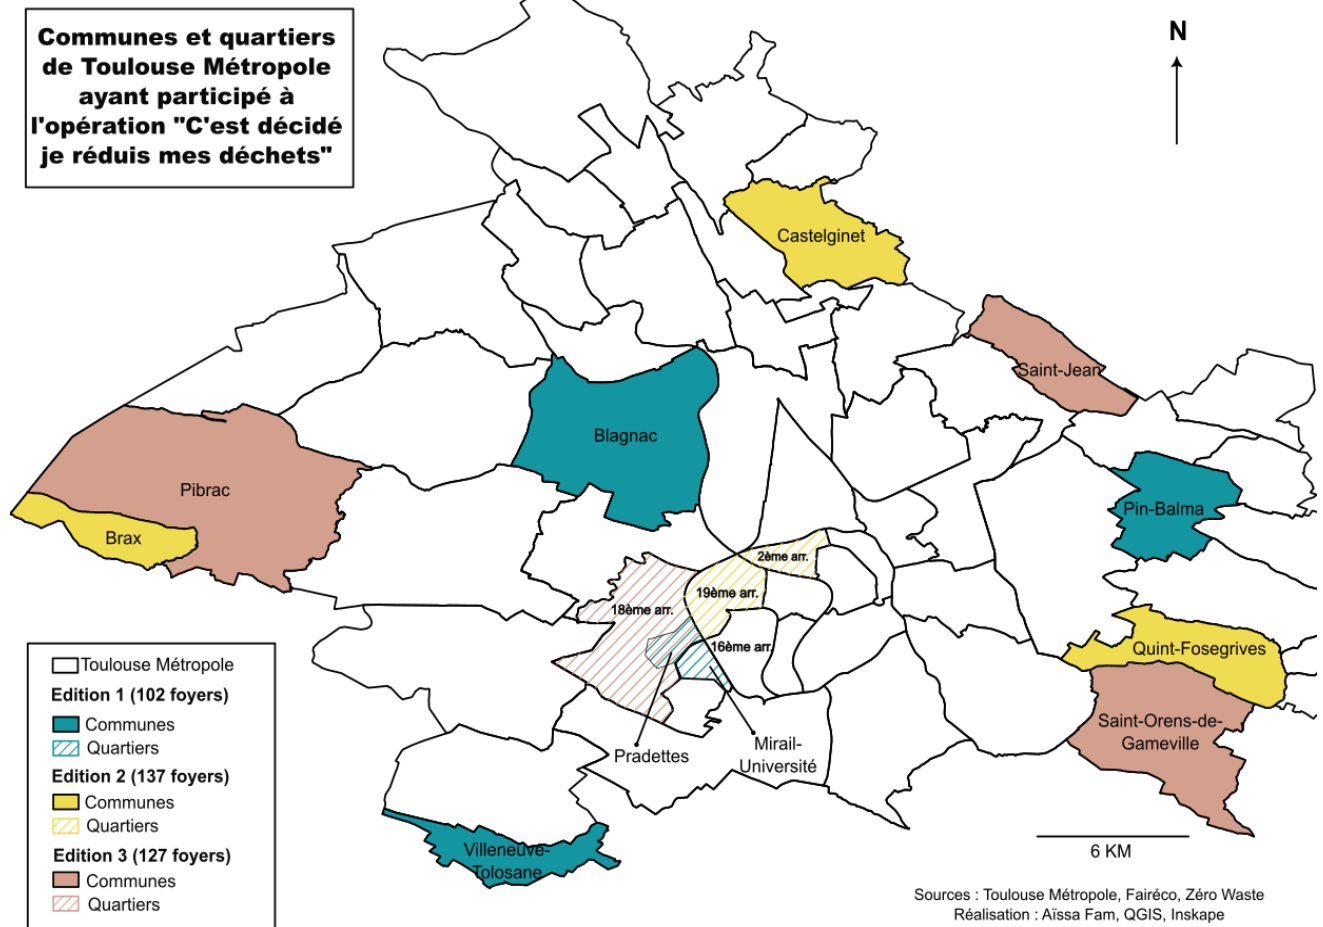 Communes et quartiers
de Toulouse Métropole
ayant participé à
l'opération "C'est décidé
je réduis mes déchets"
N
Castelginet
Saint-Jean
Blagnac
Pibrac
Pin-Balma
Brax
2ème arr.
19ème arr.
18ème arr.
16ème arr.
Quint-Fosegrives
Saint-Orens-de-
Gameville
Pradettes
Mirail-
Université
Villeneuve-
Tolosane
Toulouse Métropole
Edition 1 (102 foyers)
Communes
Quartiers
Edition 2 (137 foyers)
Communes
Quartiers
Edition 3 (127 foyers)
Communes
Quartiers
6 KM
Sources : Toulouse Métropole, Fairéco, Zéro Waste
Réalisation : Aïssa Fam, QGIS, Inskape